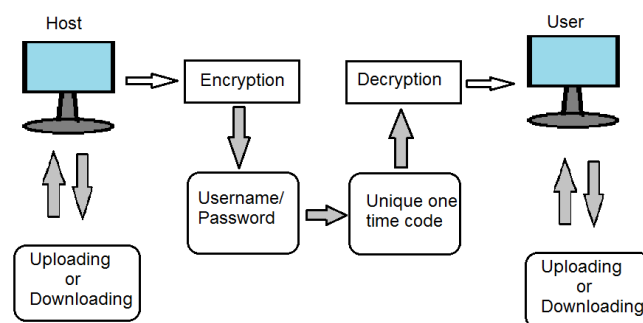 Host
User
Encryption
Decryption
Username/
Password
Unique one
time code
Uploading
or
Downloading
Uploading
or
Downloading